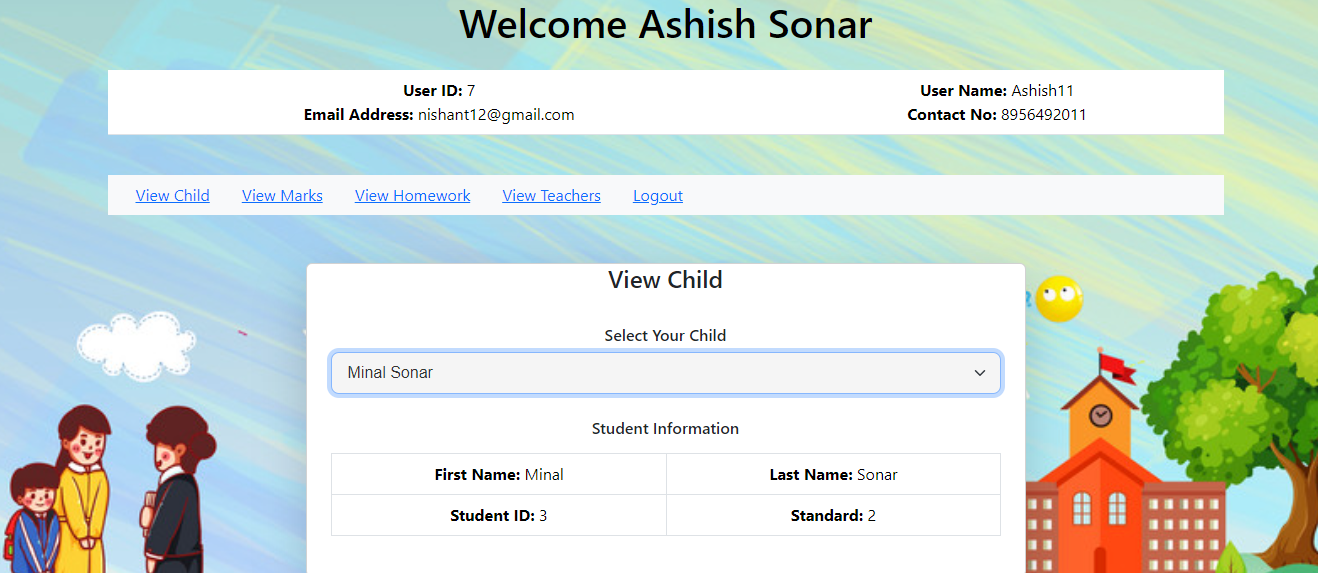 Welcome Ashish Sonar
User ID: 7
User Name: Ashish11
Email Address: nishant12@gmail.com
Contact No: 8956492011
View Child
View Marks
View Homework
View Teachers
Logout
View Child
Select Your Child
Minal Sonar
Student Information
First Name: Minal
Last Name: Sonar
Student ID: 3
Standard: 2